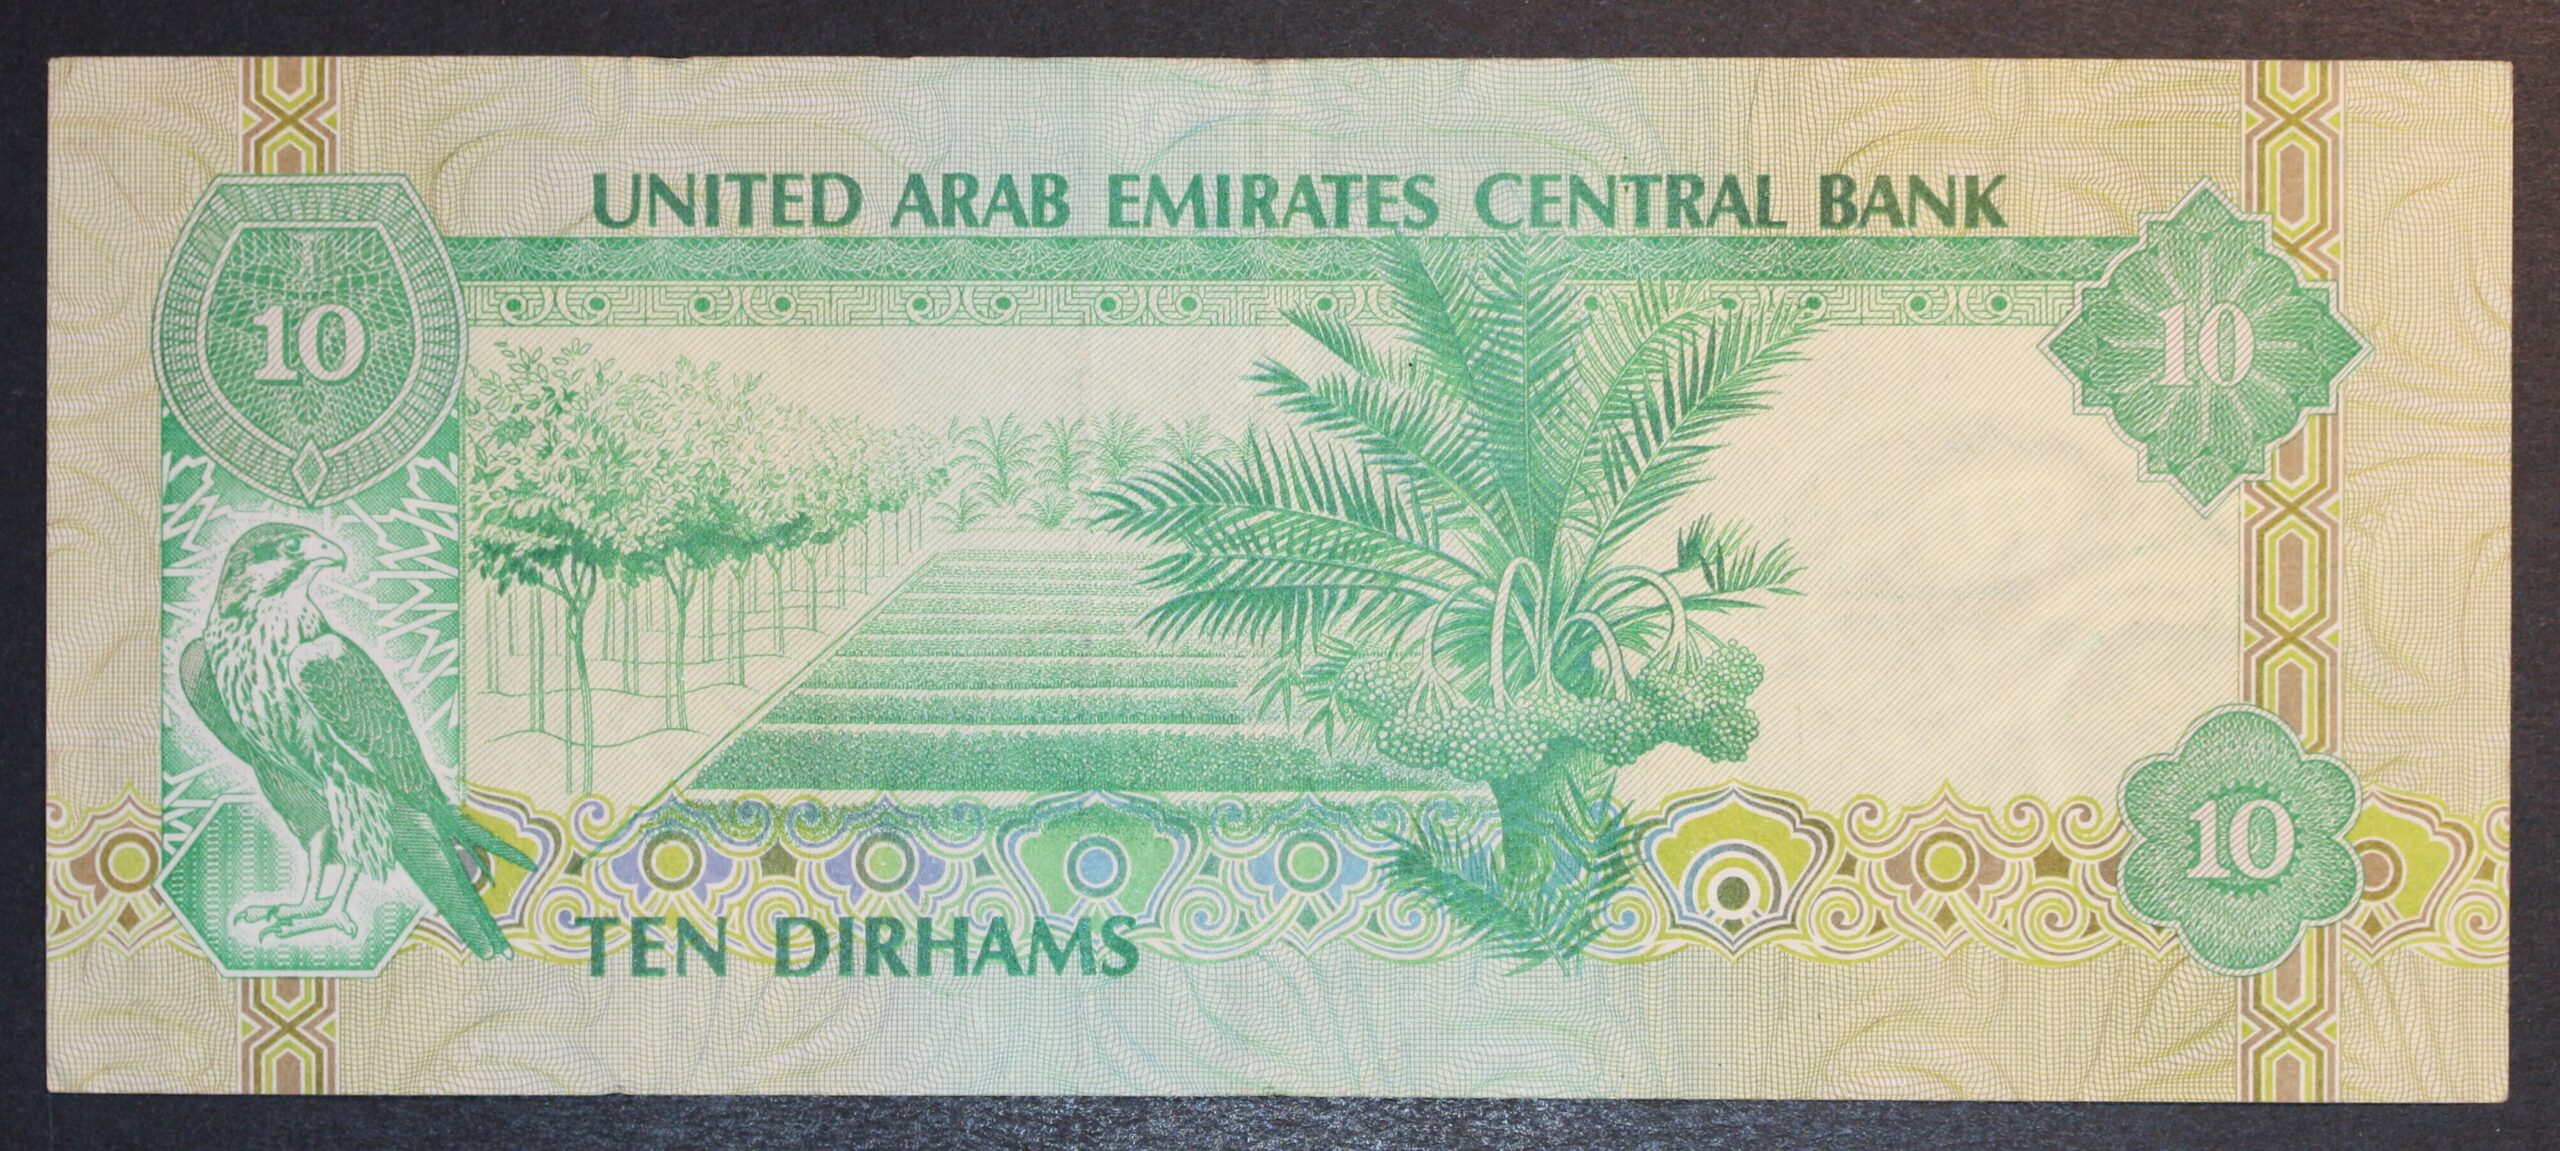 UNITED ARAB EMIRATES CENTRAL BANK
10
10
10
TEN DIRHAMS